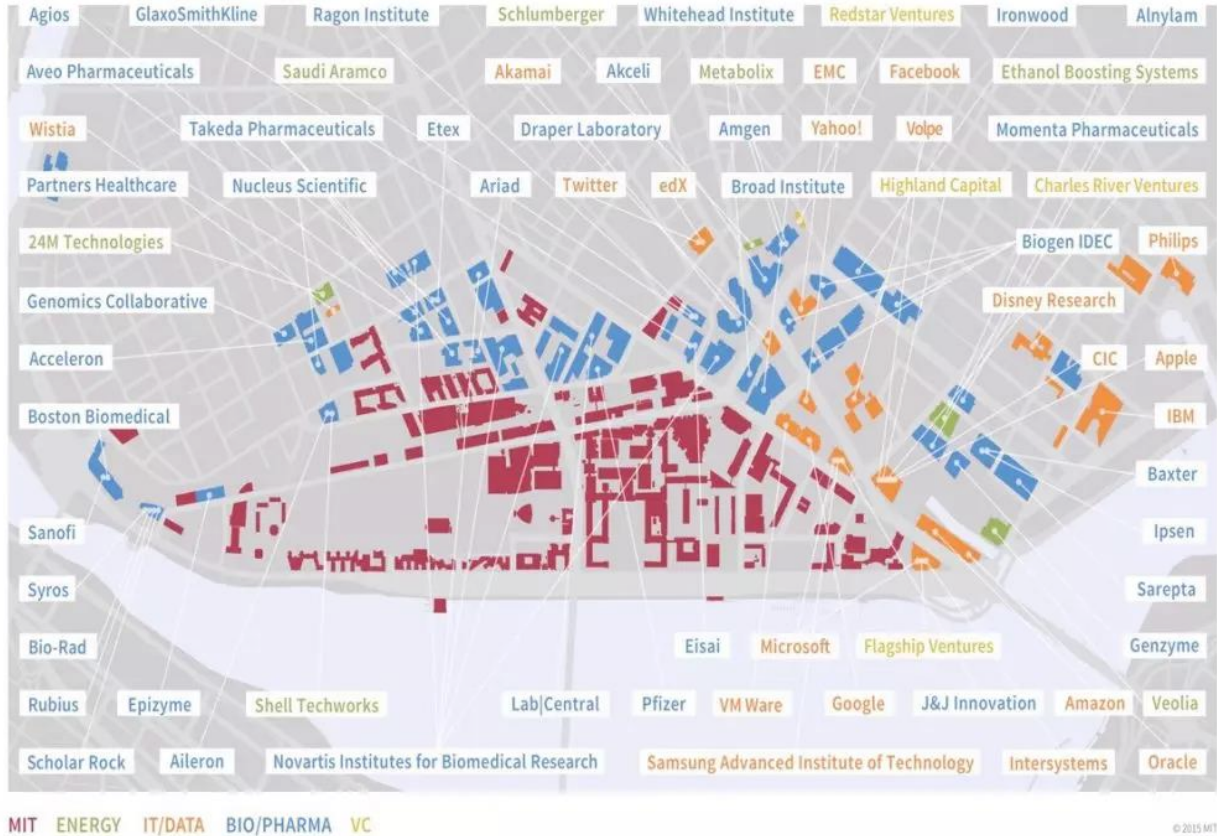 Agios GlaxoSmithKline Ragon Institute Schlumberger Whitehead Institute Redstar Ventures Ironwood Alnylam
Aveo Pharmaceuticals Saudi Aramco Akamai Akceli Metabolix EMC Facebook Ethanol Boosting Systems
Wistia Takeda Pharmaceuticals Etex Draper Laboratory Amgen Yahoo! Volpe Momenta Pharmaceuticals
Partners Healthcare Nucleus Scientific Ariad Twitter edX Broad Institute Highland Capital Charles River Ventures
24M Technologies Biogen IDEC Philips
Genomics Collaborative Disney Research
Acceleron CIC Apple
Boston Biomedical IBM
Baxter
Sanofi Ipsen
Syros Sarepta
Bio-Rad Eisai Microsoft Flagship Ventures Genzyme
Rubius Epizyme Shell Techworks Lab|Central Pfizer VM Ware Google J&J Innovation Amazon Veolia
Scholar Rock Aileron Novartis Institutes for Biomedical Research Samsung Advanced Institute of Technology Intersystems Oracle
MIT ENERGY IT/DATA BIO/PHARMA VC
© 2015 MIT